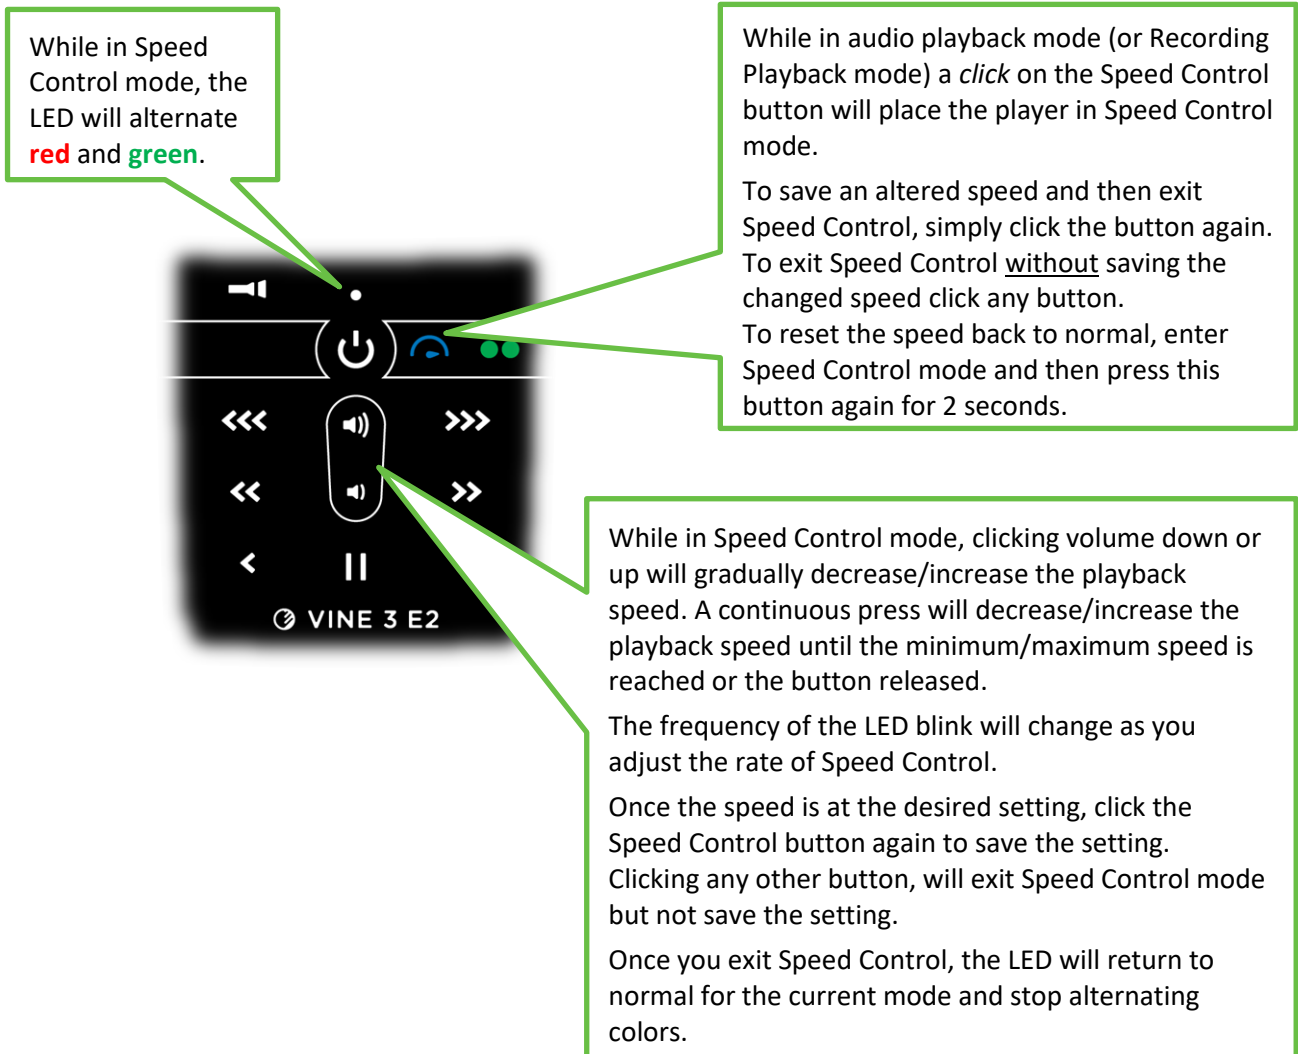 While in Speed
Control mode, the
LED will alternate
red and green.
While in audio playback mode (or Recording
Playback mode) a click on the Speed Control
button will place the player in Speed Control
mode.
To save an altered speed and then exit
Speed Control, simply click the button again.
To exit Speed Control without saving the
changed speed click any button.
To reset the speed back to normal, enter
Speed Control mode and then press this
button again for 2 seconds.
VINE 3 E2
While in Speed Control mode, clicking volume down or
up will gradually decrease/increase the playback
speed. A continuous press will decrease/increase the
playback speed until the minimum/maximum speed is
reached or the button released.
The frequency of the LED blink will change as you
adjust the rate of Speed Control.
Once the speed is at the desired setting, click the
Speed Control button again to save the setting.
Clicking any other button, will exit Speed Control mode
but not save the setting.
Once you exit Speed Control, the LED will return to
normal for the current mode and stop alternating
colors.